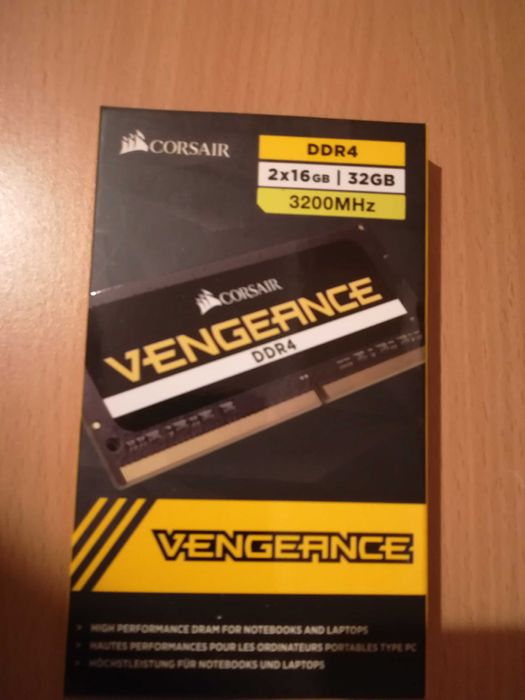 CORSAIR
DDR4
2x16GB | 32GB
3200MHz
CORSAIR
VENGEANCE
DDR4
VENGEANCE
> HIGH PERFORMANCE DRAM FOR NOTEBOOKS AND LAPTOPS
> HAUTES PERFORMANCES POUR LES ORDINATEURS PORTABLES TYPE PC
> HÖCHSTLEISTUNG FÜR NOTEBOOKS UND LAPTOPS